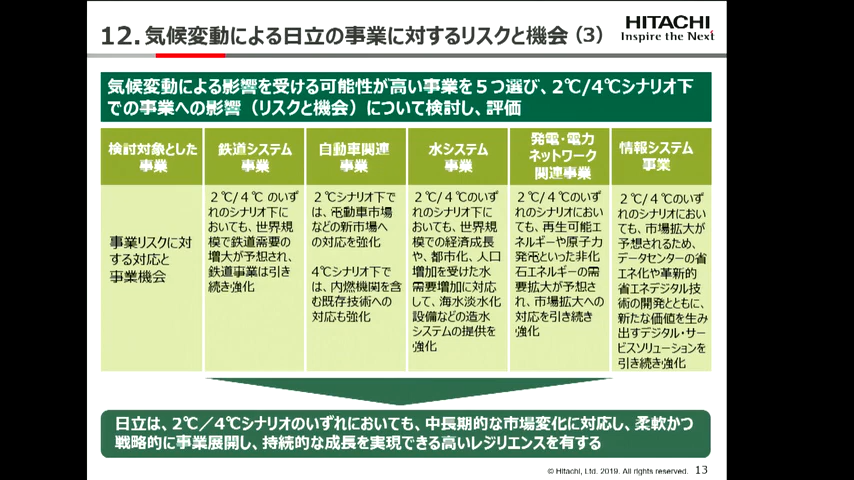 12. 気候変動による日立の事業に対するリスクと機会（3）
HITACHI
Inspire the Next
気候変動による影響を受ける可能性が高い事業を５つ選び、2℃/4℃シナリオ下
での事業への影響（リスクと機会）について検討し、評価
検討対象とした
事業
鉄道システム
事業
自動車関連
事業
水システム
事業
発電・電力
ネットワーク
関連事業
情報システム
事業
事業リスクに対
する対応と
事業機会
２℃/４℃ のいず
れのシナリオ下に
おいても、世界規
模で鉄道需要の
増大が予想され、
鉄道事業は引き
続き強化
２℃シナリオ下で
は、電動車市場
などの新市場へ
の対応を強化
4℃シナリオ下で
は、内燃機関を含
む既存技術への
対応も強化
２℃/４℃のいず
れのシナリオ下に
おいても、世界規
模での経済成長
や、都市化、人口
増加を受けた水
需要増加に対応
して、海水淡水化
設備などの造水
システムの提供を
強化
２℃/４℃のいず
れのシナリオにおい
ても、再生可能エ
ネルギーや原子力
発電といった非化
石エネルギーの需
要拡大が予想さ
れ、市場拡大への
対応を引き続き
強化
２℃/４℃のいず
れのシナリオにおい
ても、市場拡大が
予想されるため、
データセンターの省
エネ化や革新的
省エネデジタル技
術の開発とともに、
新たな価値を生み
出すデジタル・サー
ビスソリューションを
引き続き強化
日立は、2℃／4℃シナリオのいずれにおいても、中長期的な市場変化に対応し、柔軟かつ
戦略的に事業展開し、持続的な成長を実現できる高いレジリエンスを有する
© Hitachi, Ltd. 2019. All rights reserved. 13